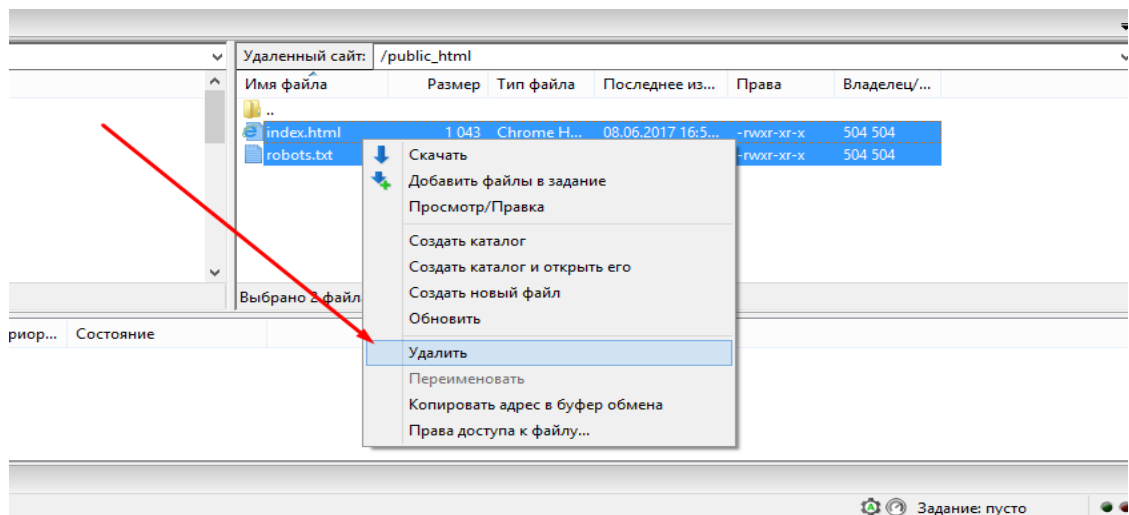 Удаленный сайт: /public_html
Имя файла Размер Тип файла Последнее из... Права Владелец/...
..
index.html 1 043 Chrome H... 08.06.2017 16:5... -rwxr-xr-x 504 504
robots.txt -rwxr-xr-x 504 504
Скачать
Добавить файлы в задание
Просмотр/Правка
Создать каталог
Создать каталог и открыть его
Создать новый файл
Обновить
Удалить
Переименовать
Копировать адрес в буфер обмена
Права доступа к файлу...
Выбрано 2 файл
риор... Состояние
Задание: пусто